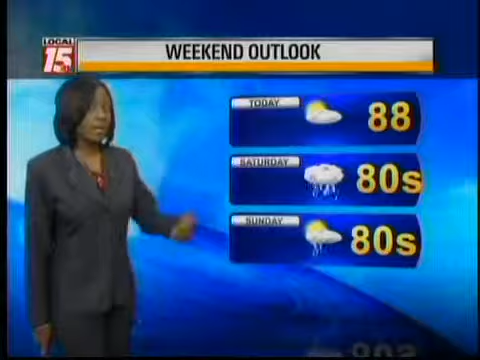 LOCAL
15
WEEKEND OUTLOOK
TODAY
88
SATURDAY
80s
SUNDAY
80s